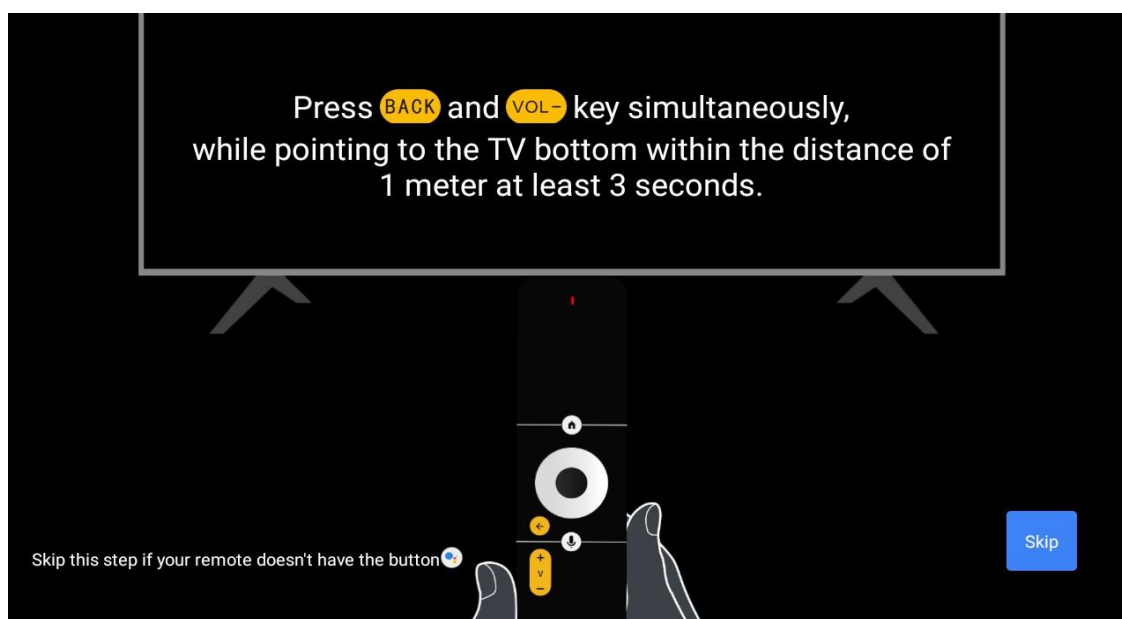 Press BACK and VOL- key simultaneously,
while pointing to the TV bottom within the distance of
1 meter at least 3 seconds.
+
v
-
Skip this step if your remote doesn't have the button
Skip